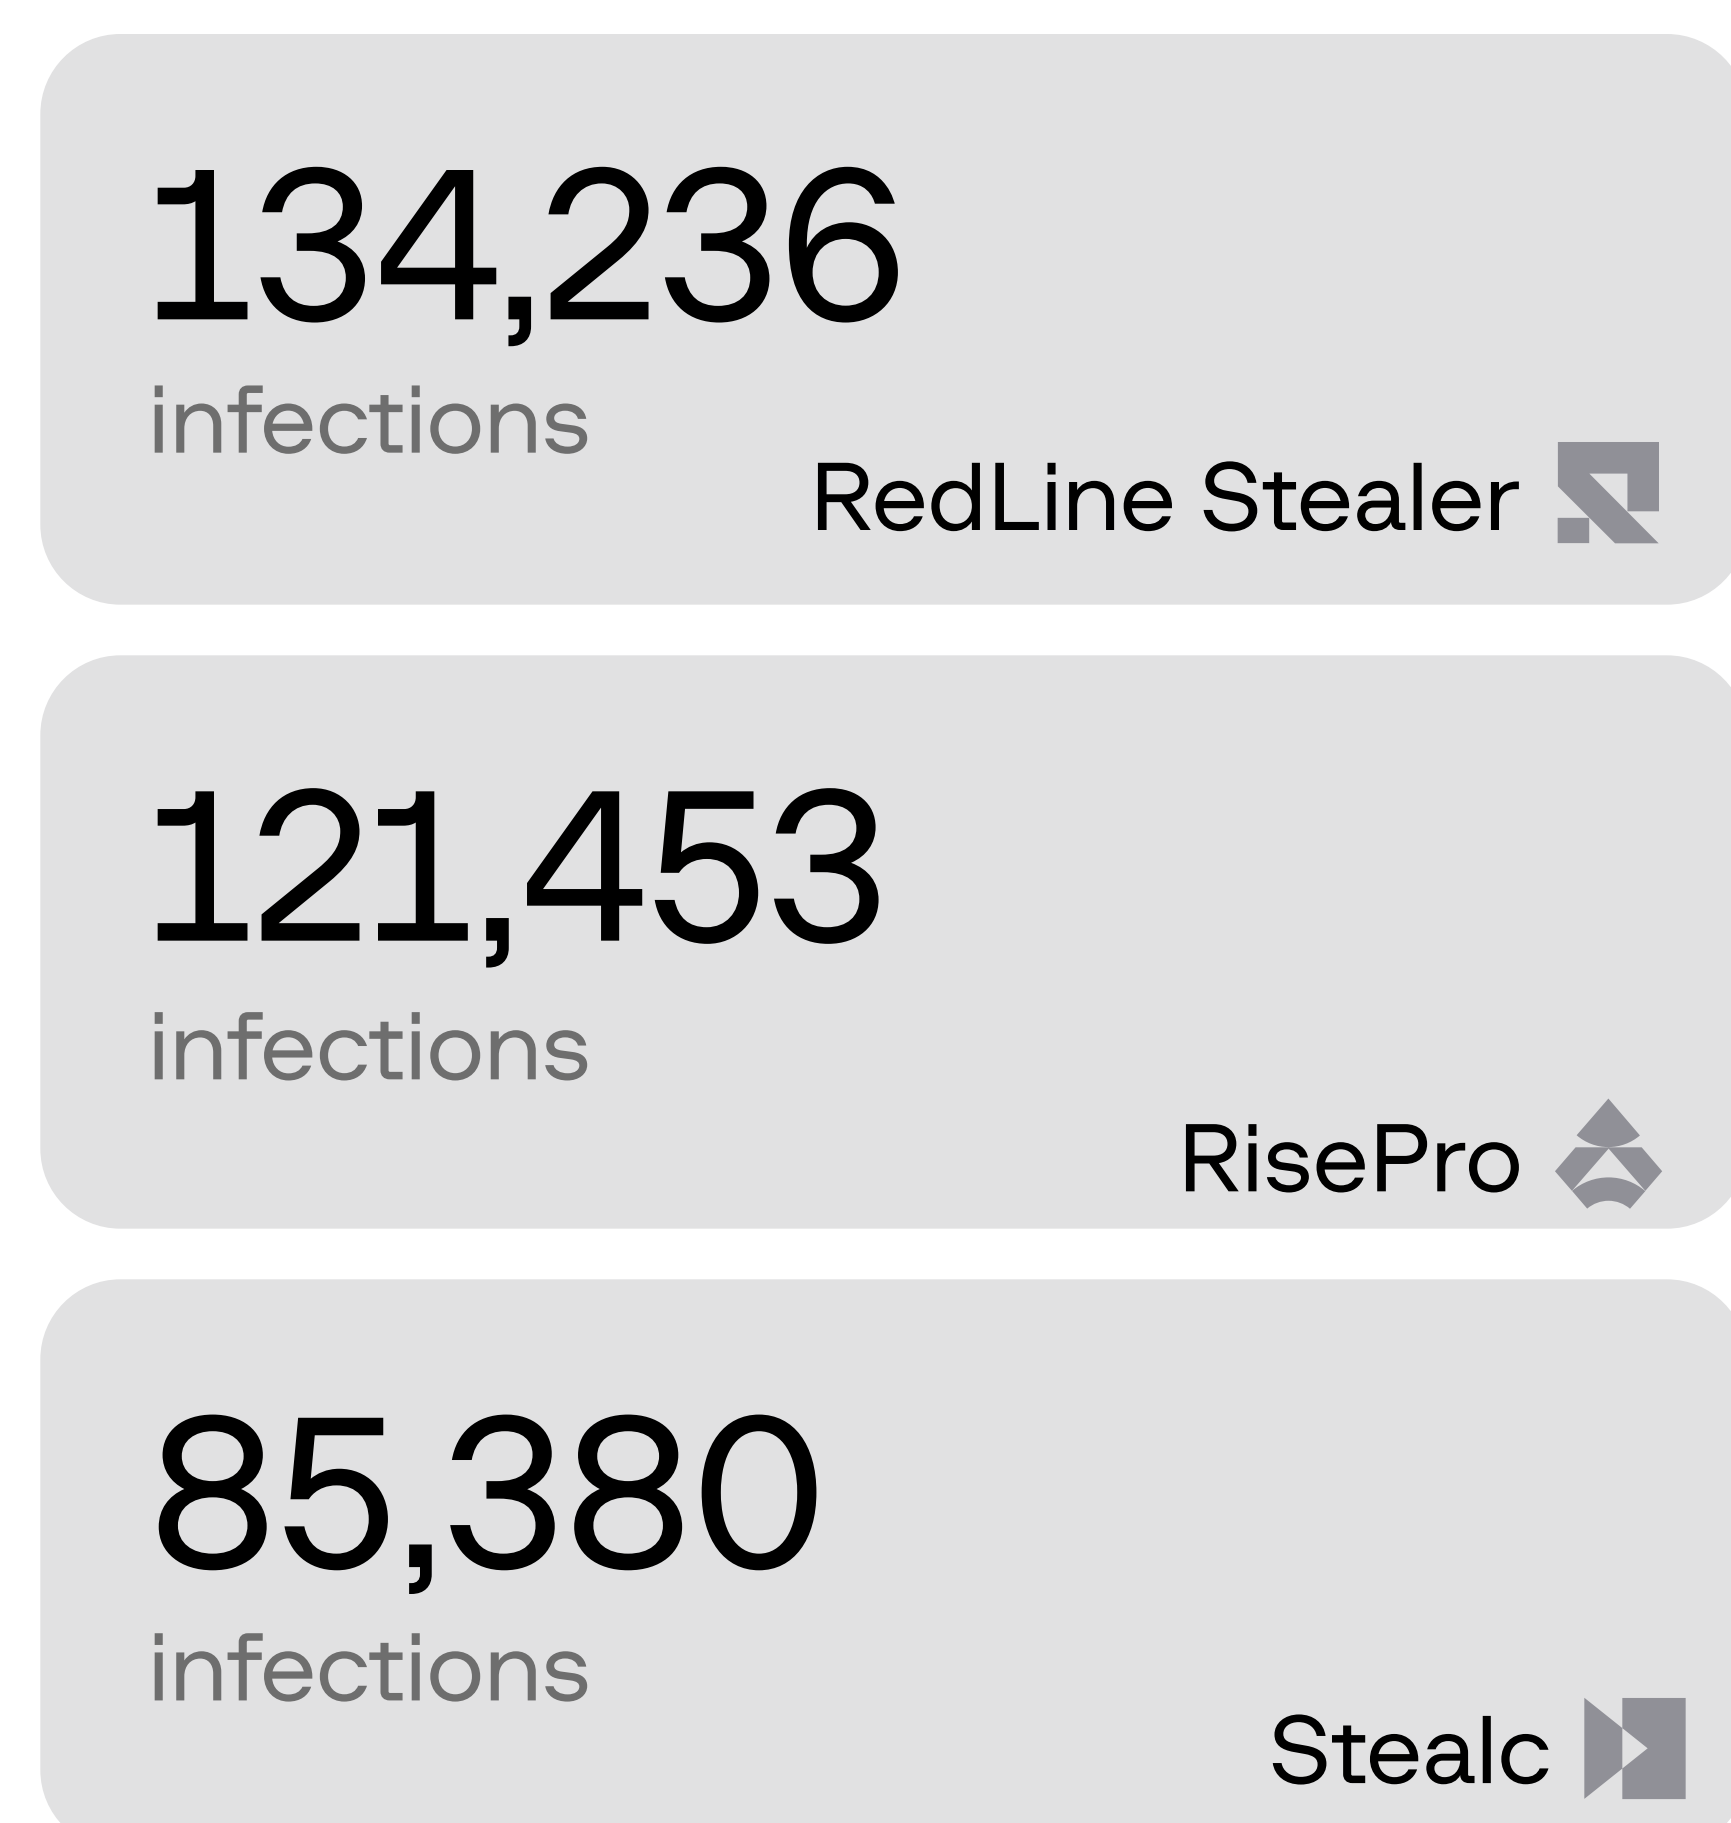 134,236
infections
RedLine Stealer
121,453
infections
RisePro
85,380
infections
Stealc